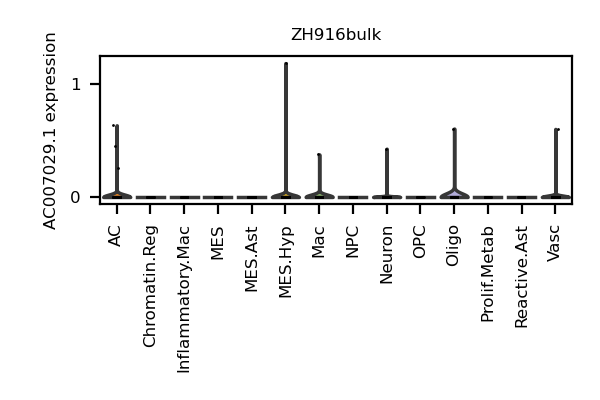 ZH916bulk
AC007029.1 expression
1
0
AC
Chromatin.Reg
Inflammatory.Mac
MES
MES.Ast
MES.Hyp
Mac
NPC
Neuron
OPC
Oligo
Prolif.Metab
Reactive.Ast
Vasc